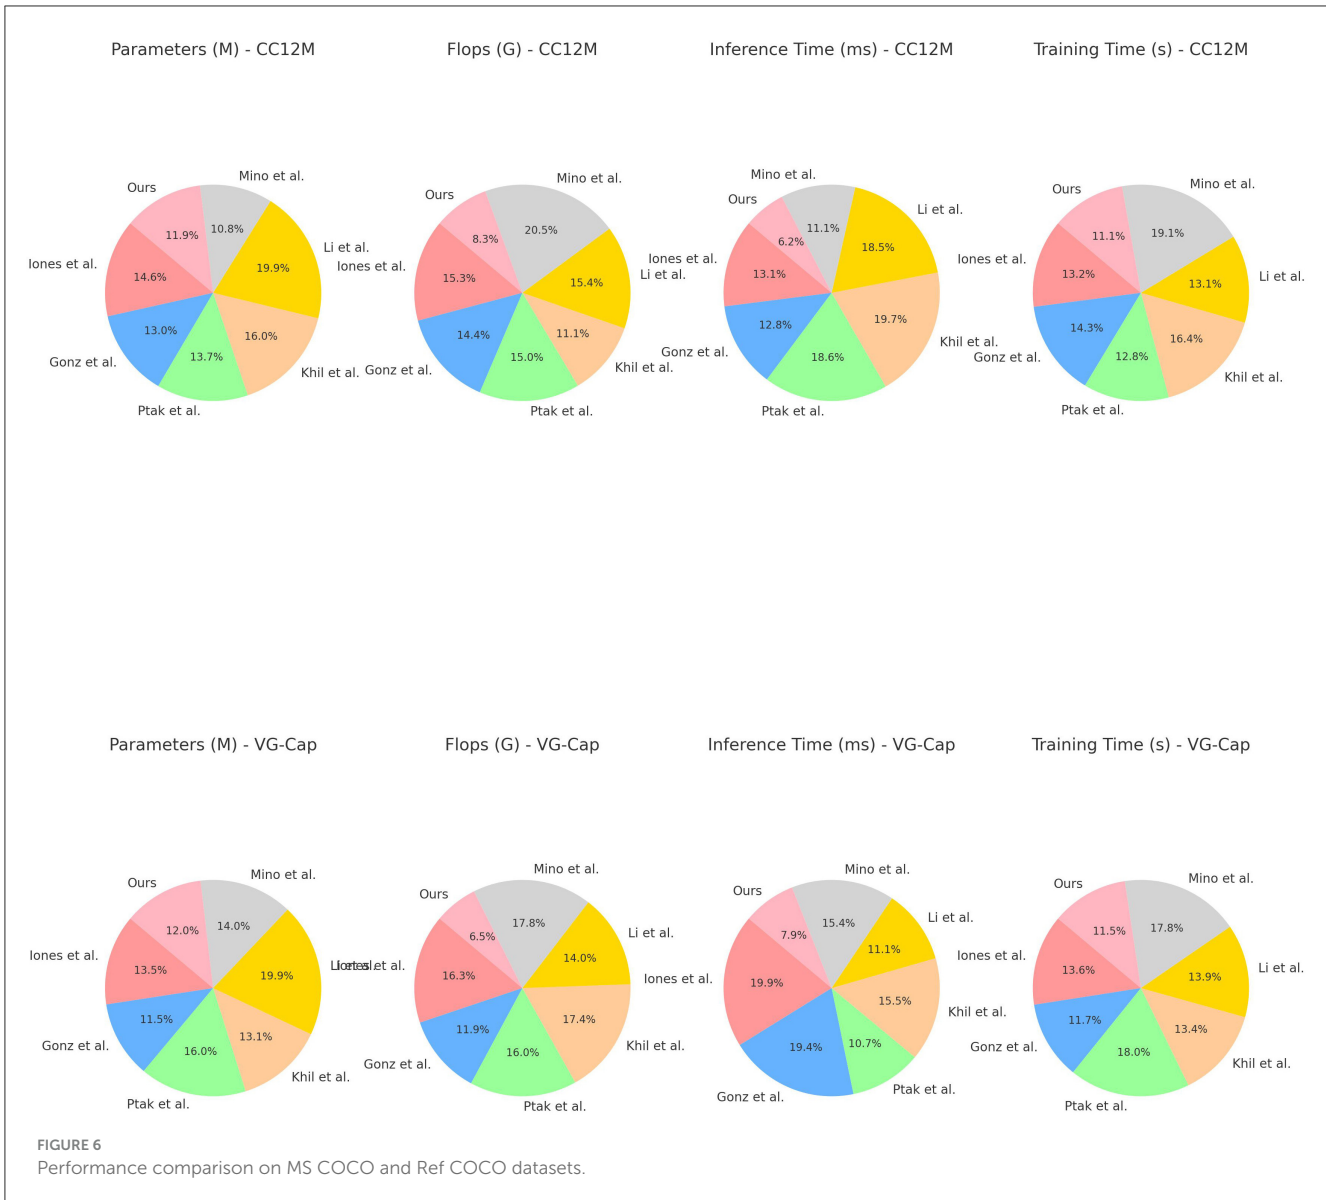 Parameters (M) - CC12M
Mino et al.
Ours
10.8%
11.9%
Li et al.
19.9%
Iones et al.
14.6%
13.0%
16.0%
13.7%
Gonz et al.
Khil et al.
Ptak et al.
Flops (G) - CC12M
Mino et al.
Ours
20.5%
8.3%
Iones et al.
15.3%
15.4%
Li et al.
14.4%
11.1%
15.0%
Gonz et al.
Khil et al.
Ptak et al.
Inference Time (ms) - CC12M
Mino et al.
Ours
Li et al.
11.1%
6.2%
18.5%
Iones et al.
13.1%
12.8%
19.7%
18.6%
Khil et al.
Gonz et al.
Ptak et al.
Training Time (s) - CC12M
Mino et al.
Ours
19.1%
11.1%
Iones et al.
13.2%
Li et al.
13.1%
14.3%
16.4%
12.8%
Gonz et al.
Khil et al.
Ptak et al.
Parameters (M) - VG-Cap
Mino et al.
Ours
14.0%
12.0%
Iones et al.
13.5%
19.9%
Li et al.
11.5%
13.1%
16.0%
Gonz et al.
Khil et al.
Ptak et al.
Flops (G) - VG-Cap
Mino et al.
Ours
17.8%
6.5%
Li et al.
14.0%
Iones et al.
16.3%
17.4%
11.9%
16.0%
Khil et al.
Gonz et al.
Ptak et al.
Inference Time (ms) - VG-Cap
Mino et al.
Ours
Li et al.
15.4%
7.9%
11.1%
Iones et al.
19.9%
15.5%
Khil et al.
19.4%
10.7%
Ptak et al.
Gonz et al.
Training Time (s) - VG-Cap
Mino et al.
Ours
17.8%
11.5%
Iones et al.
13.6%
Li et al.
13.9%
11.7%
13.4%
18.0%
Gonz et al.
Khil et al.
Ptak et al.
FIGURE 6
Performance comparison on MS COCO and Ref COCO datasets.